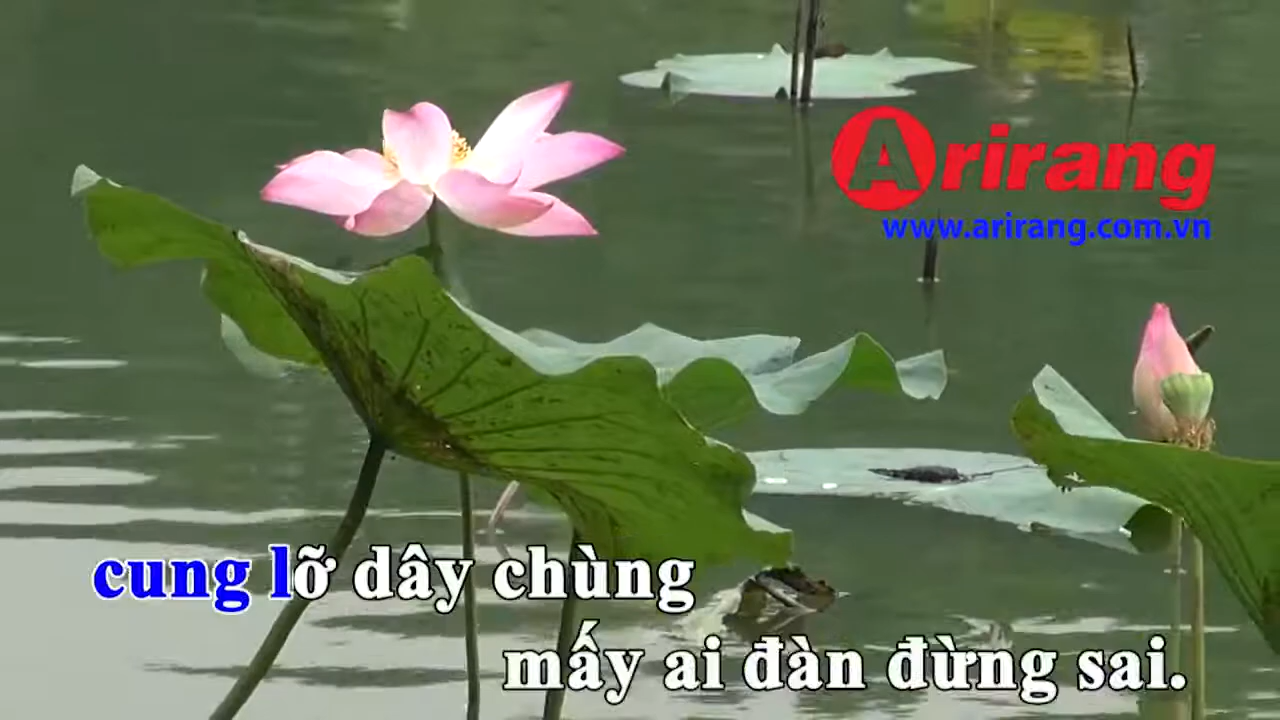 Arirang
www.arirang.com.vn
cung lỡ dây chùng
mấy ai đàn đừng sai.